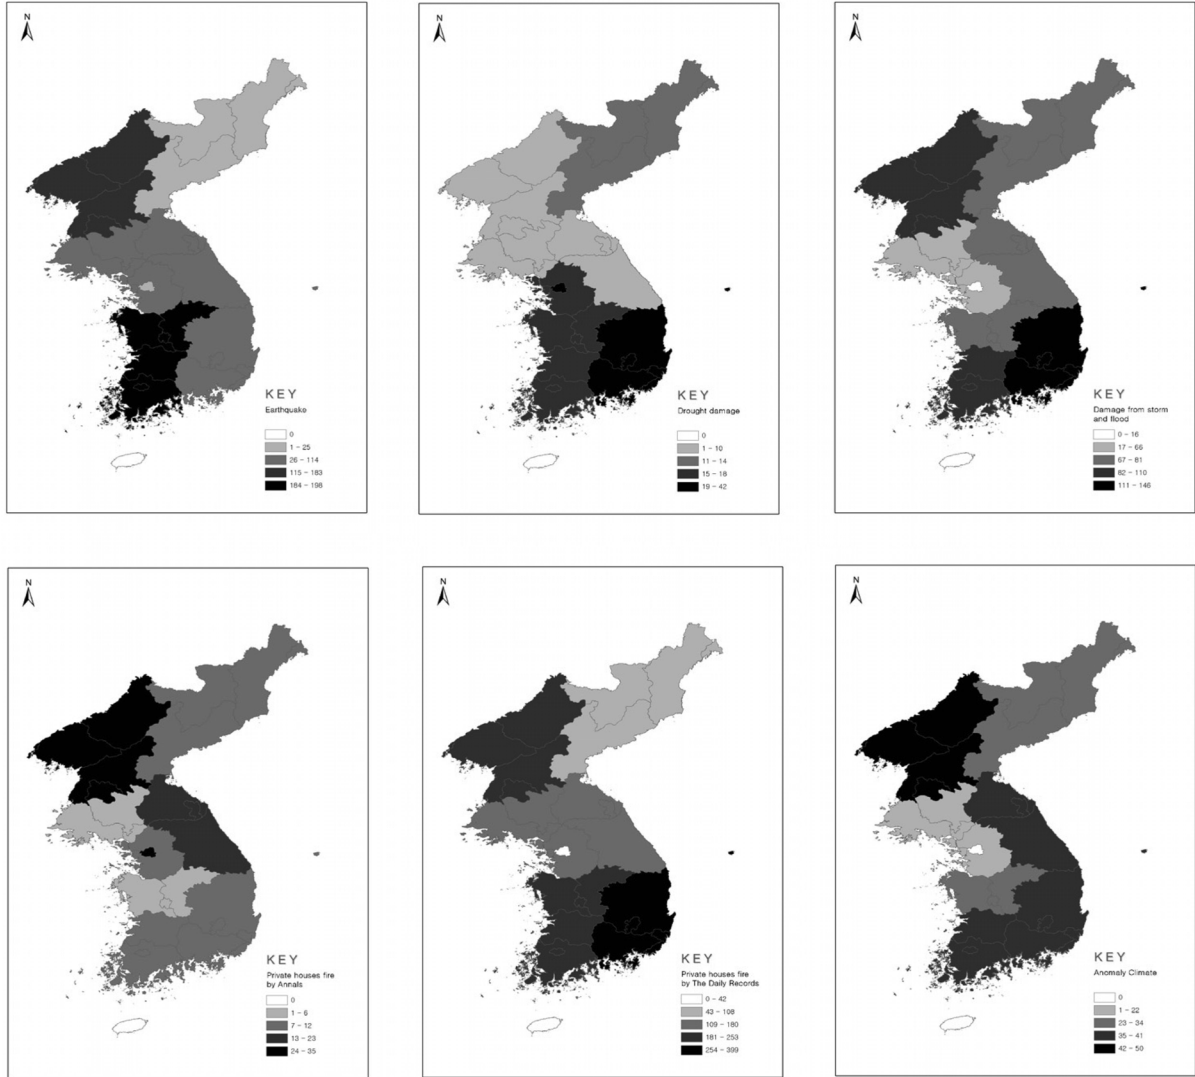 N
KEY
Earthquake
0
1 – 25
26 – 114
115 – 183
184 – 198
N
KEY
Drought damage
0
1 – 10
11 – 14
15 – 18
19 – 42
N
KEY
Damage from storm
and flood
0 – 16
17 – 66
67 – 81
82 – 110
111 – 146
N
KEY
Private houses fire
by Annals
0
1 – 6
7 – 12
13 – 23
24 – 35
N
KEY
Private houses fire
by The Daily Records
0 – 42
43 – 108
109 – 180
181 – 253
254 – 399
N
KEY
Anomaly Climate
0
1 – 22
23 – 34
35 – 41
42 – 50